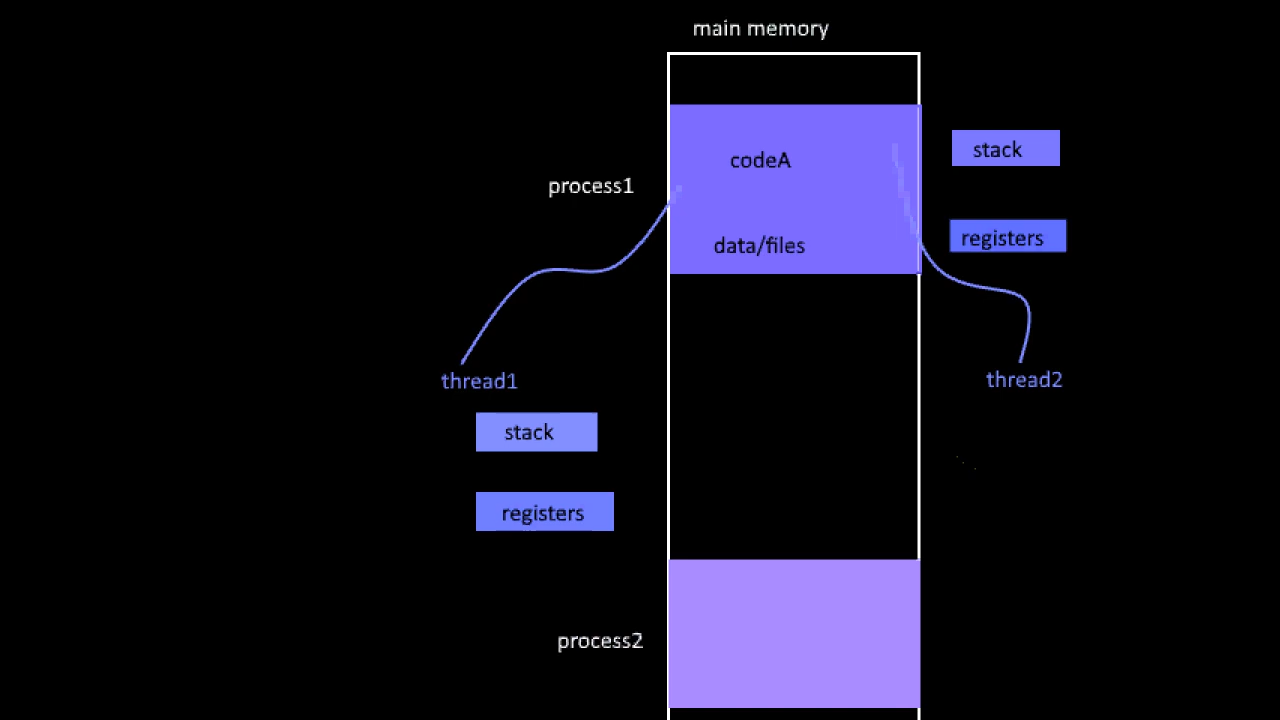 main memory
codeA
stack
process1
registers
data/files
thread1
thread2
stack
registers
process2